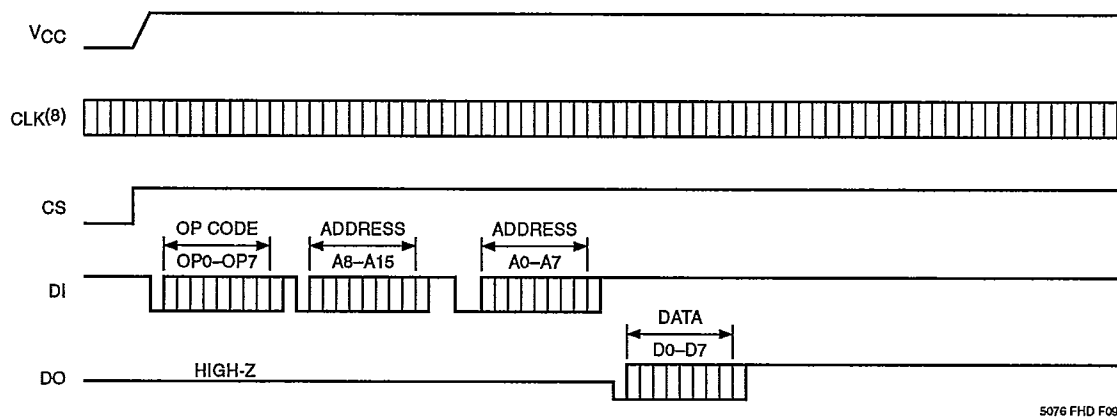 VCC
CLK(8)
CS
OP CODE
ADDRESS
ADDRESS
OP0–OP7
A8–A15
A0–A7
DI
DATA
D0–D7
HIGH-Z
DO
5076 FHD F09